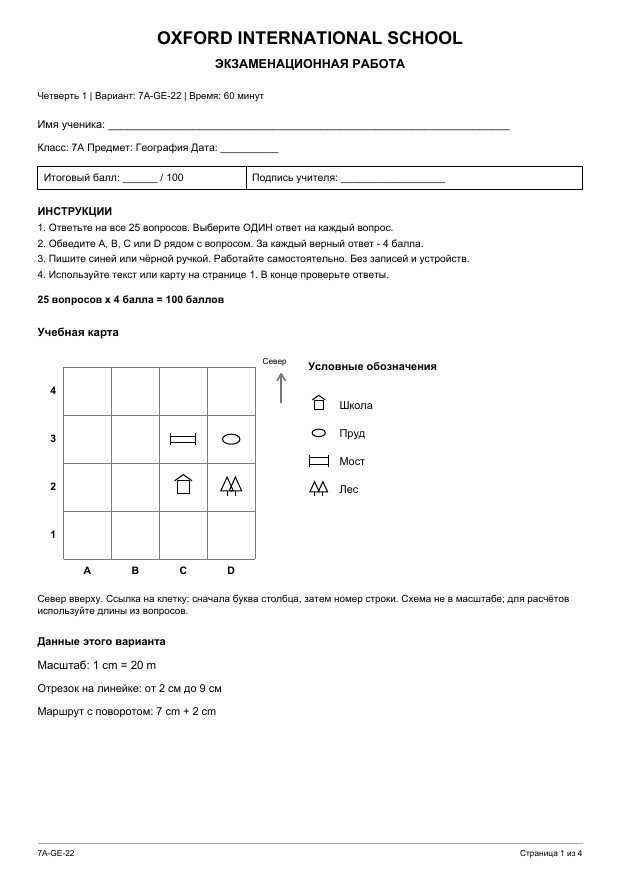 OXFORD INTERNATIONAL SCHOOL
ЭКЗАМЕНАЦИОННАЯ РАБОТА
Четверть 1 | Вариант: 7A-GE-22 | Время: 60 минут
Имя ученика: ____________________________________________________________________
Класс: 7A Предмет: География Дата: __________
Итоговый балл: ______ / 100
Подпись учителя: __________________
ИНСТРУКЦИИ
1. Ответьте на все 25 вопросов. Выберите ОДИН ответ на каждый вопрос.
2. Обведите A, B, C или D рядом с вопросом. За каждый верный ответ - 4 балла.
3. Пишите синей или чёрной ручкой. Работайте самостоятельно. Без записей и устройств.
4. Используйте текст или карту на странице 1. В конце проверьте ответы.
25 вопросов x 4 балла = 100 баллов
Учебная карта
Север
4
3
2
1
A B C D
Условные обозначения
Школа
Пруд
Мост
Лес
Север вверху. Ссылка на клетку: сначала буква столбца, затем номер строки. Схема не в масштабе; для расчётов
используйте длины из вопросов.
Данные этого варианта
Масштаб: 1 cm = 20 m
Отрезок на линейке: от 2 см до 9 см
Маршрут с поворотом: 7 cm + 2 cm
7A-GE-22
Страница 1 из 4